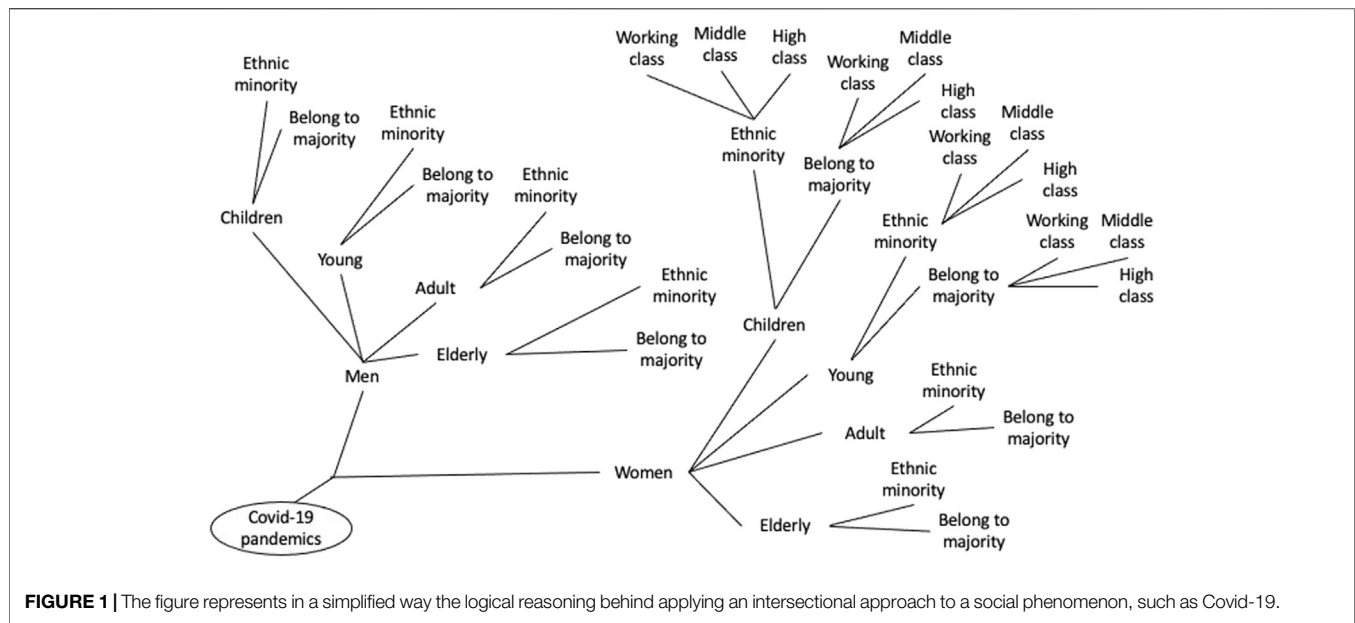 Ethnic
minority
Belong to
majority
Children
Ethnic
minority
Belong to
majority
Young
Ethnic
minority
Belong to
majority
Adult
Ethnic
minority
Belong to
majority
Elderly
Men
Working
class
Middle
class
High
class
Ethnic
minority
Working
class
Middle
class
High
class
Belong to
majority
Children
Working
class
Middle
class
High
class
Ethnic
minority
Working
class
Middle
class
High
class
Belong to
majority
Young
Ethnic
minority
Belong to
majority
Adult
Ethnic
minority
Belong to
majority
Elderly
Women
Covid-19
pandemics
FIGURE 1 | The figure represents in a simplified way the logical reasoning behind applying an intersectional approach to a social phenomenon, such as Covid-19.